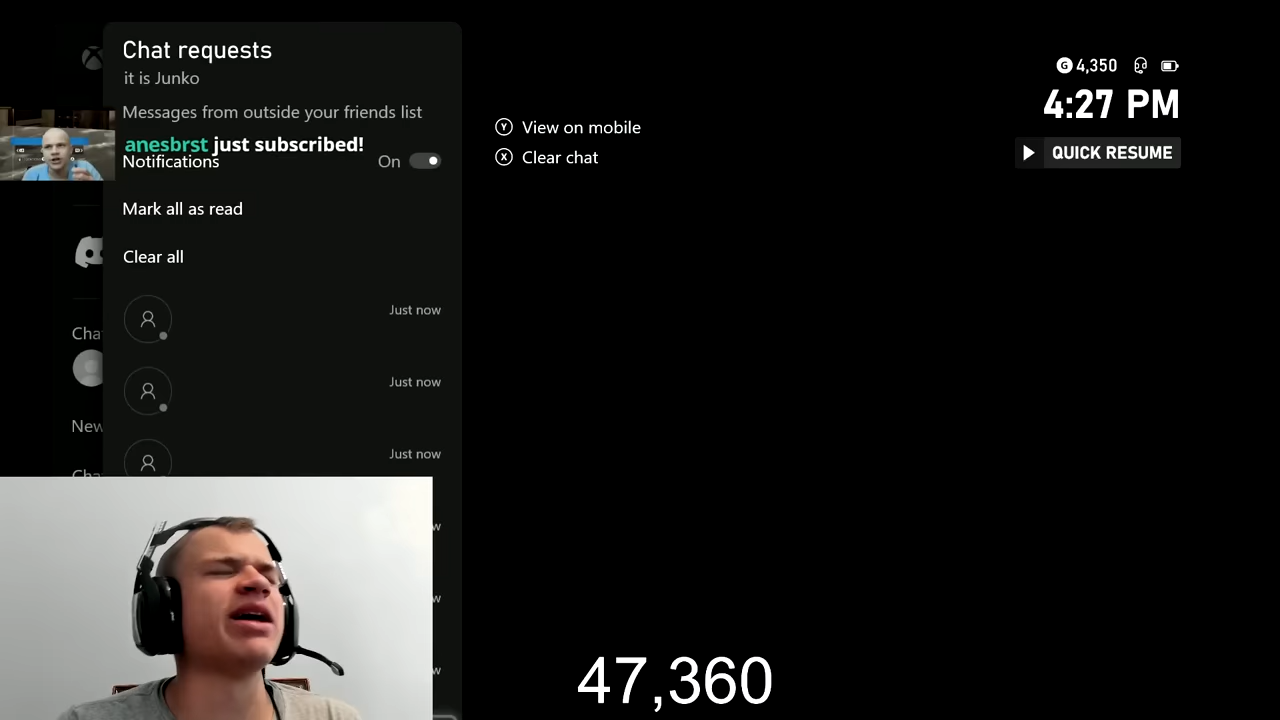 Chat requests
it is Junko
Messages from outside your friends list
anesbrst just subscribed!
Notifications On
Mark all as read
Clear all
Just now
Just now
Just now
View on mobile
Clear chat
G 4,350
4:27 PM
QUICK RESUME
Cha
New
47,360